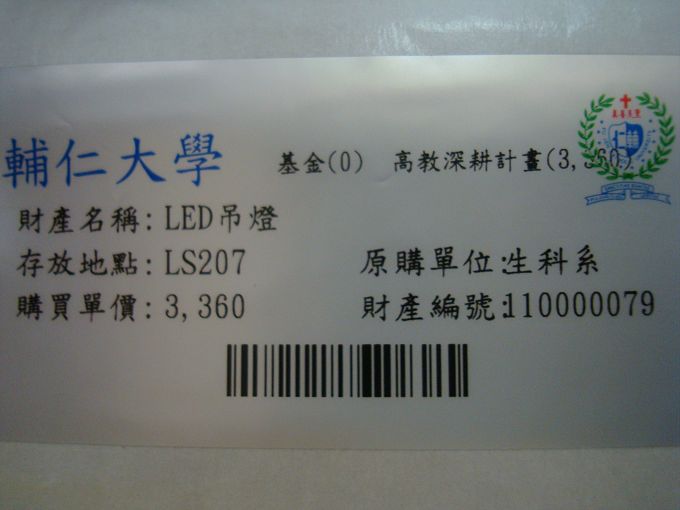 輔仁大學 基金(0) 高教深耕計畫(3,360)
財產名稱: LED吊燈
存放地點: LS207 原購單位:生科系
購買單價: 3,360 財產編號:110000079